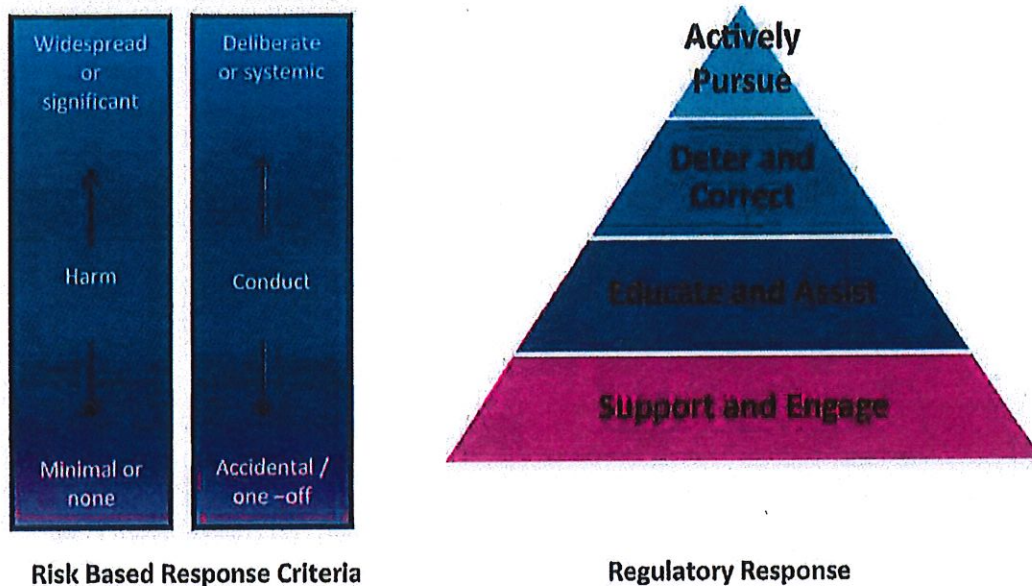 Widespread
or
significant
Harm
Minimal or
none
Deliberate
or systemic
Conduct
Accidental /
one –off
Risk Based Response Criteria
Actively
Pursue
Deter and
Correct
Educate and Assist
Support and Engage
Regulatory Response